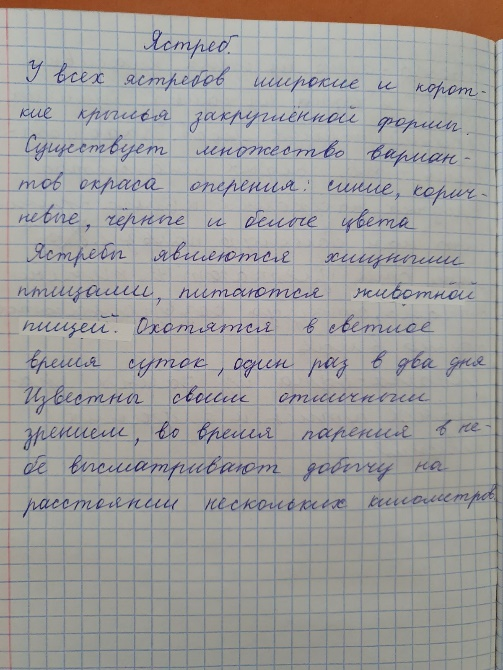 Ястреб.
У всех ястребов широкие и корот-
кие крылья закруглённой формы.
Существует множество вариан-
тов окраса оперения: синие, корич-
невые, чёрные и белые цвета
Ястребы являются хищными
птицами, питаются животной
пищей. Охотятся в светлое
время суток, один раз в два дня
Известны своим отличным
зрением, во время парения в не-
бе высматривают добычу на
расстоянии нескольких километров.